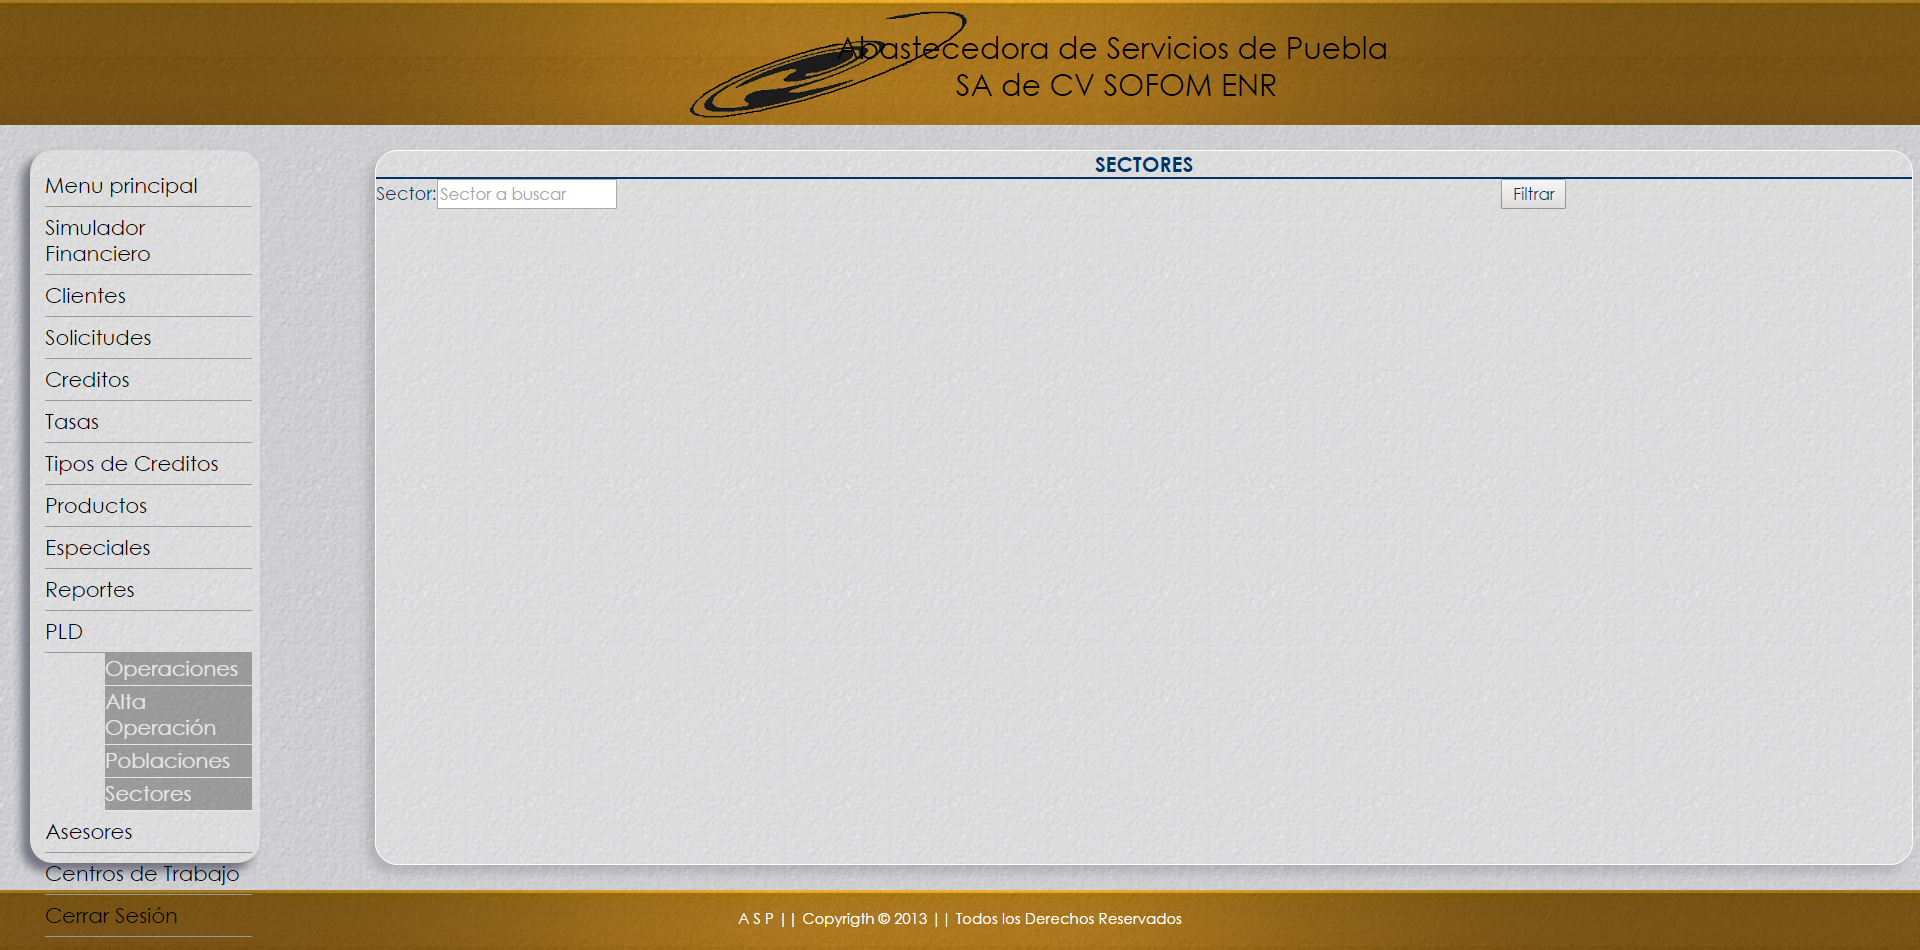 Abastecedora de Servicios de Puebla
SA de CV SOFOM ENR
Menu principal
Simulador
Financiero
Clientes
Solicitudes
Creditos
Tasas
Tipos de Creditos
Productos
Especiales
Reportes
PLD
Operaciones
Alta
Operación
Poblaciones
Sectores
Asesores
Centros de Trabajo
Cerrar Sesión
SECTORES
Sector: Sector a buscar Filtrar
A S P || Copyrigth © 2013 || Todos los Derechos Reservados